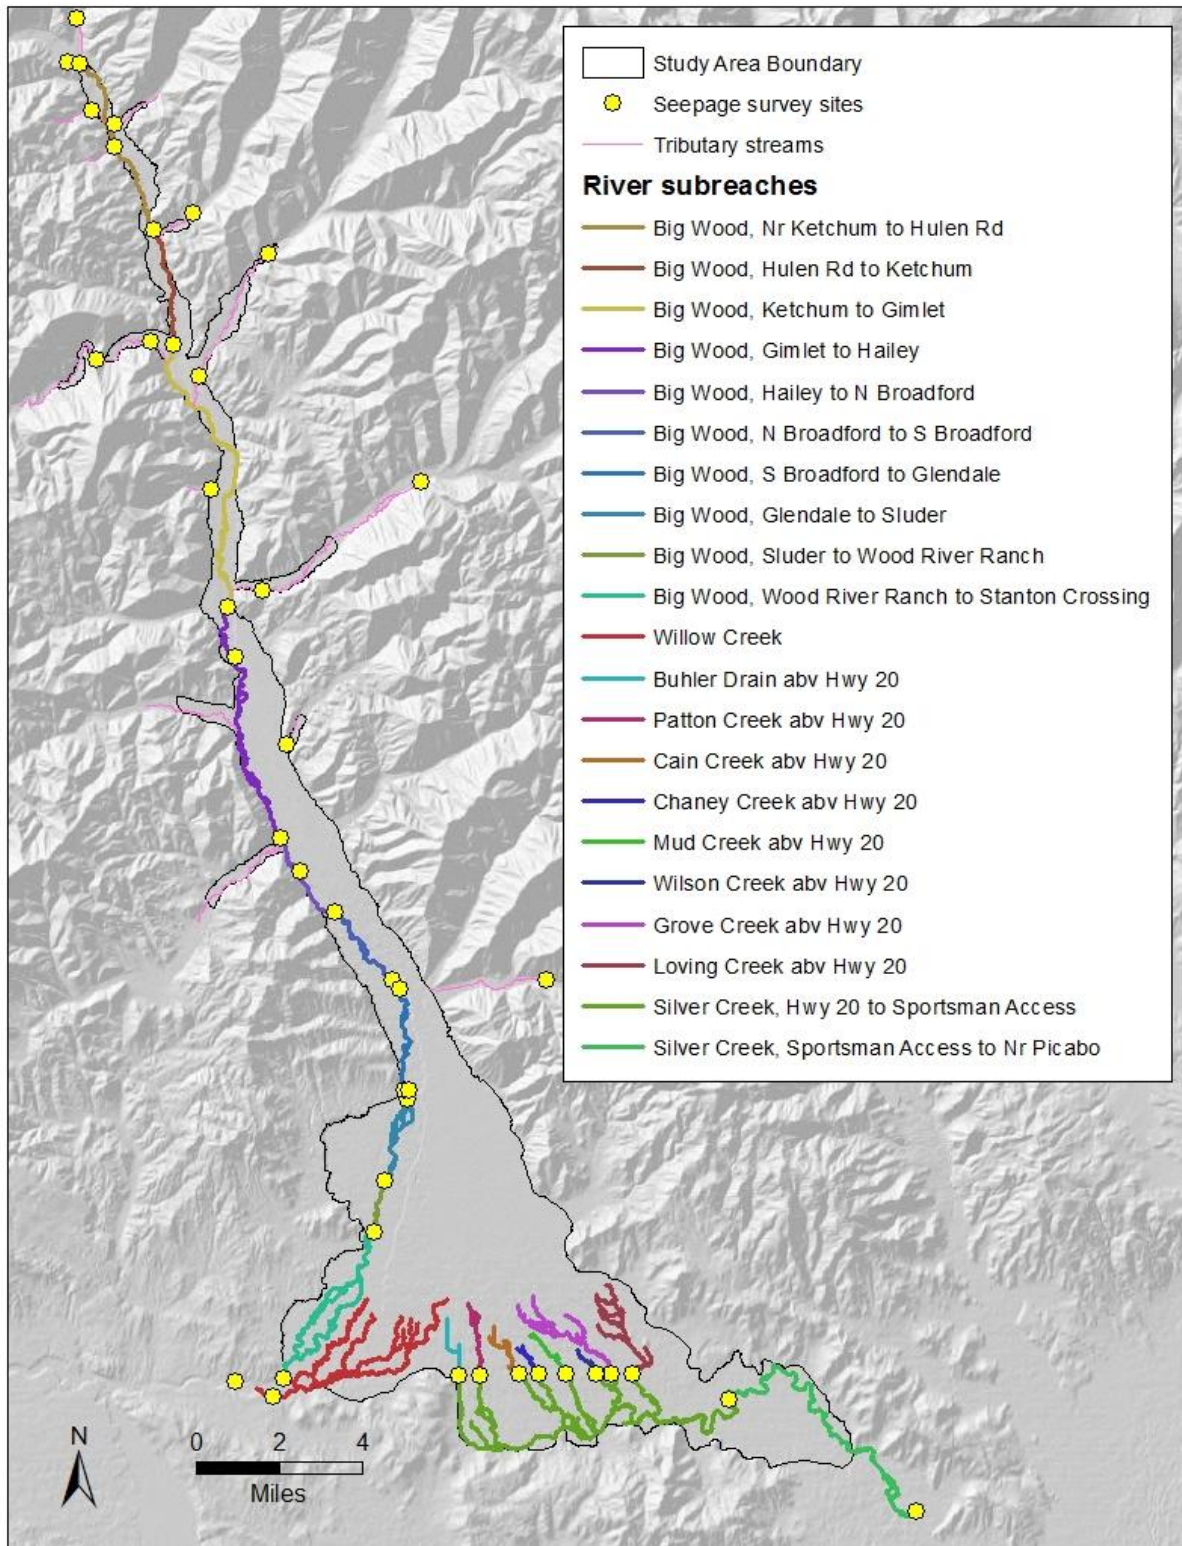 Study Area Boundary
Seepage survey sites
Tributary streams
River subreaches
Big Wood, Nr Ketchum to Hulen Rd
Big Wood, Hulen Rd to Ketchum
Big Wood, Ketchum to Gimlet
Big Wood, Gimlet to Hailey
Big Wood, Hailey to N Broadford
Big Wood, N Broadford to S Broadford
Big Wood, S Broadford to Glendale
Big Wood, Glendale to Sluder
Big Wood, Sluder to Wood River Ranch
Big Wood, Wood River Ranch to Stanton Crossing
Willow Creek
Buhler Drain abv Hwy 20
Patton Creek abv Hwy 20
Cain Creek abv Hwy 20
Chaney Creek abv Hwy 20
Mud Creek abv Hwy 20
Wilson Creek abv Hwy 20
Grove Creek abv Hwy 20
Loving Creek abv Hwy 20
Silver Creek, Hwy 20 to Sportsman Access
Silver Creek, Sportsman Access to Nr Picabo
N
0 2 4
Miles